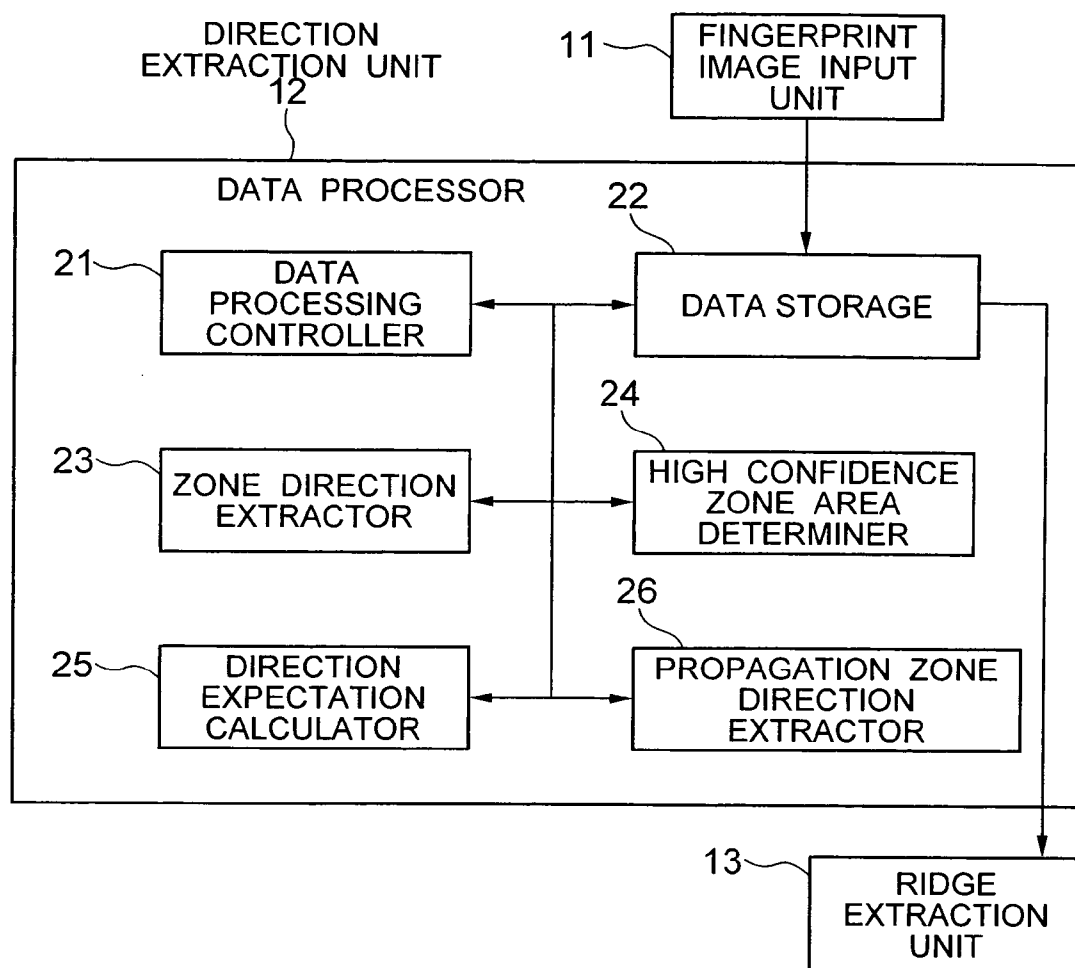 DIRECTION
EXTRACTION UNIT
12
11
FINGERPRINT
IMAGE INPUT
UNIT
DATA PROCESSOR
21
DATA
PROCESSING
CONTROLLER
22
DATA STORAGE
23
ZONE DIRECTION
EXTRACTOR
24
HIGH CONFIDENCE
ZONE AREA
DETERMINER
25
DIRECTION
EXPECTATION
CALCULATOR
26
PROPAGATION ZONE
DIRECTION
EXTRACTOR
13
RIDGE
EXTRACTION
UNIT